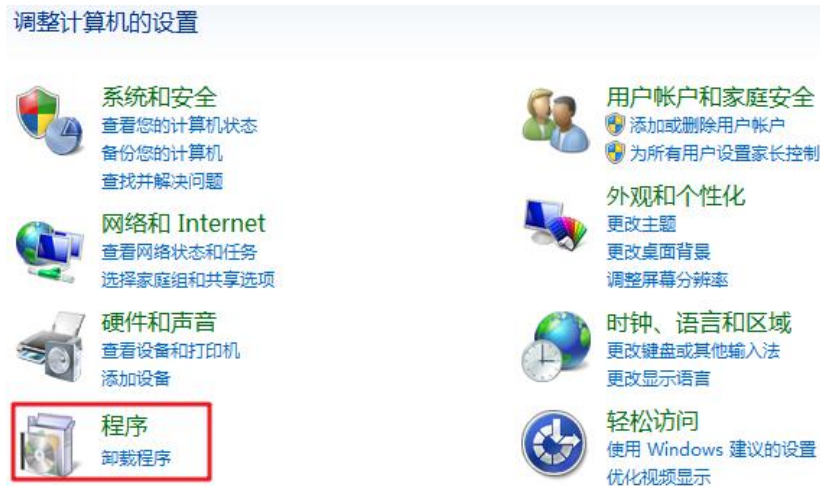 调整计算机的设置
系统和安全
查看您的计算机状态
备份您的计算机
查找并解决问题
网络和 Internet
查看网络状态和任务
选择家庭组和共享选项
硬件和声音
查看设备和打印机
添加设备
程序
卸载程序
用户帐户和家庭安全
添加或删除用户帐户
为所有用户设置家长控制
外观和个性化
更改主题
更改桌面背景
调整屏幕分辨率
时钟、语言和区域
更改键盘或其他输入法
更改显示语言
轻松访问
使用 Windows 建议的设置
优化视频显示